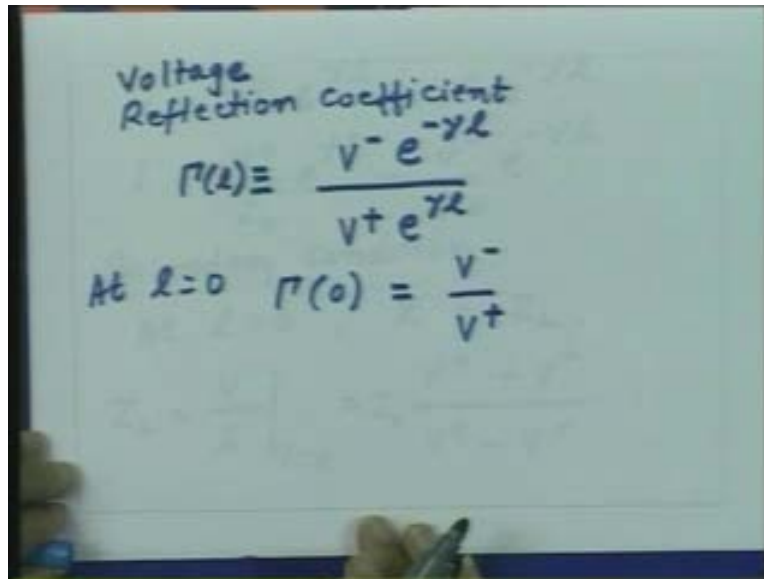 Voltage
Reflection coefficient
Γ(l) ≡ V⁻ e^{-γl} / V⁺ e^{γl}
At l=0 Γ(0) = V⁻ / V⁺